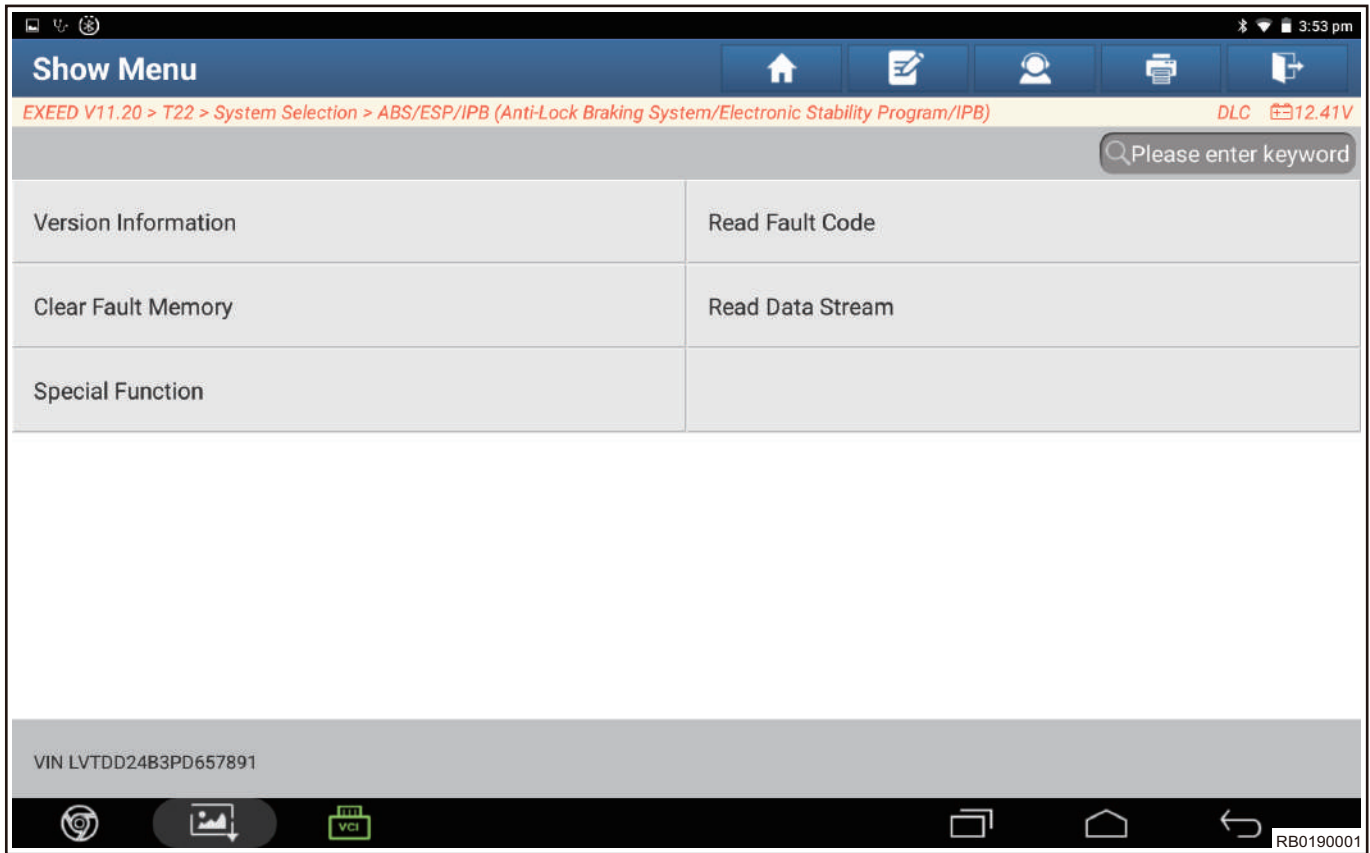 3:53 pm
Show Menu
EXEED V11.20 > T22 > System Selection > ABS/ESP/IPB (Anti-Lock Braking System/Electronic Stability Program/IPB) DLC 12.41V
Please enter keyword
Version Information Read Fault Code
Clear Fault Memory Read Data Stream
Special Function
VIN LVTDD24B3PD657891
VCI
RB0190001